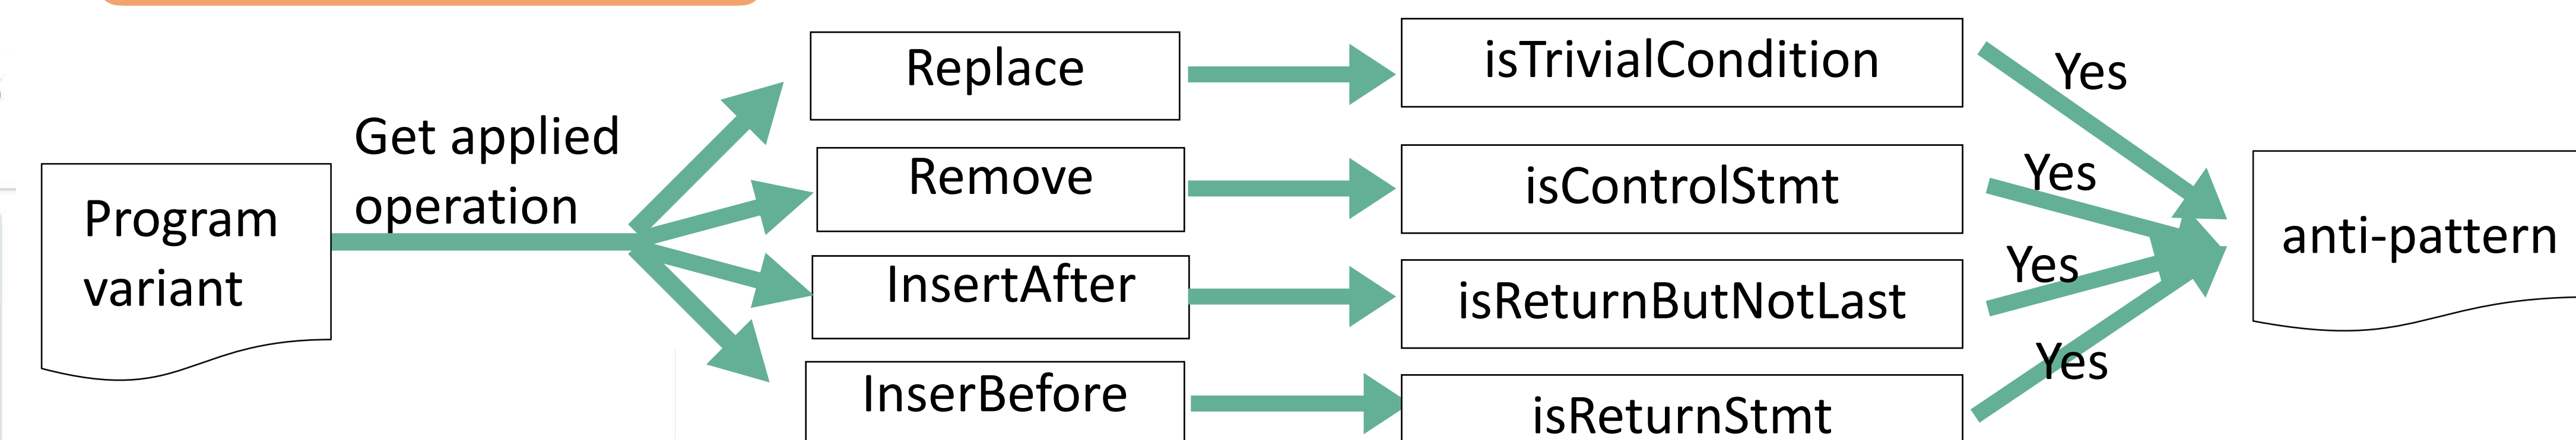 Program
variant
Get applied
operation
Replace
Remove
InsertAfter
InserBefore
isTrivialCondition
isControlStmt
isReturnButNotLast
isReturnStmt
Yes
Yes
Yes
Yes
anti-pattern